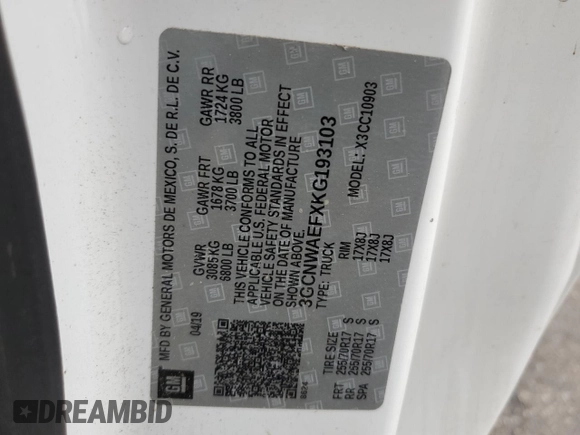 MFD BY GENERAL MOTORS DE MEXICO, S. DE R.L. DE C.V.
04/19
GVWR
3085 KG
6800 LB
GAWR FRT
1678 KG
3700 LB
GAWR RR
1724 KG
3800 LB
THIS VEHICLE CONFORMS TO ALL
APPLICABLE U.S. FEDERAL MOTOR
VEHICLE SAFETY STANDARDS IN EFFECT
ON THE DATE OF MANUFACTURE
SHOWN ABOVE.
3GCNWAEFXKG193103
TYPE: TRUCK
MODEL: X3CC10903
TIRE SIZE
RIM
FRT 255/70R17 S
17X8J
RR 255/70R17 S
17X8J
SPA 255/70R17 S
17X8J
GM
DREAMBID